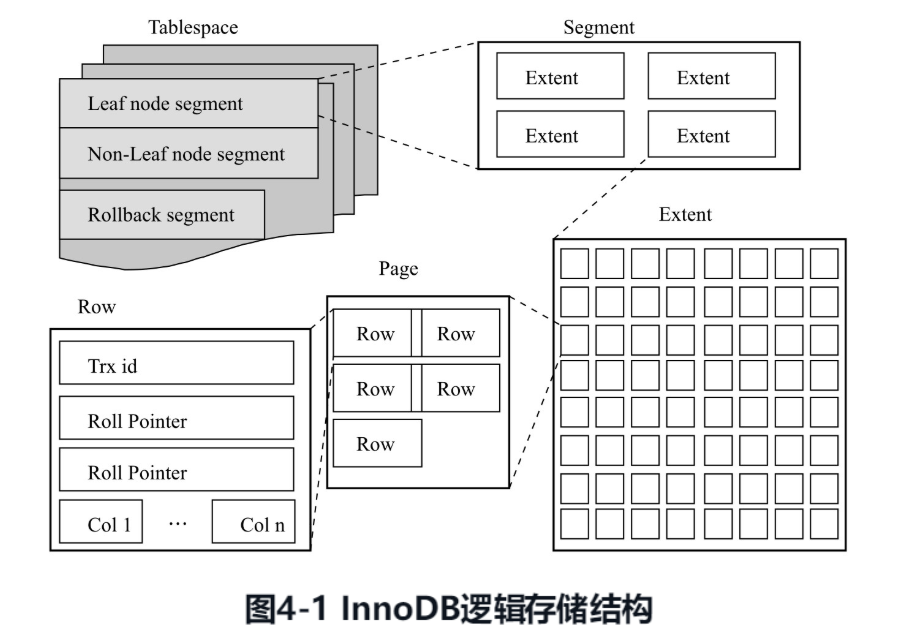 Tablespace
Leaf node segment
Non-Leaf node segment
Rollback segment
Segment
Extent Extent
Extent Extent
Extent
Page
Row Row
Row Row
Row
Row
Trx id
Roll Pointer
Roll Pointer
Col 1 ... Col n
图4-1 InnoDB逻辑存储结构